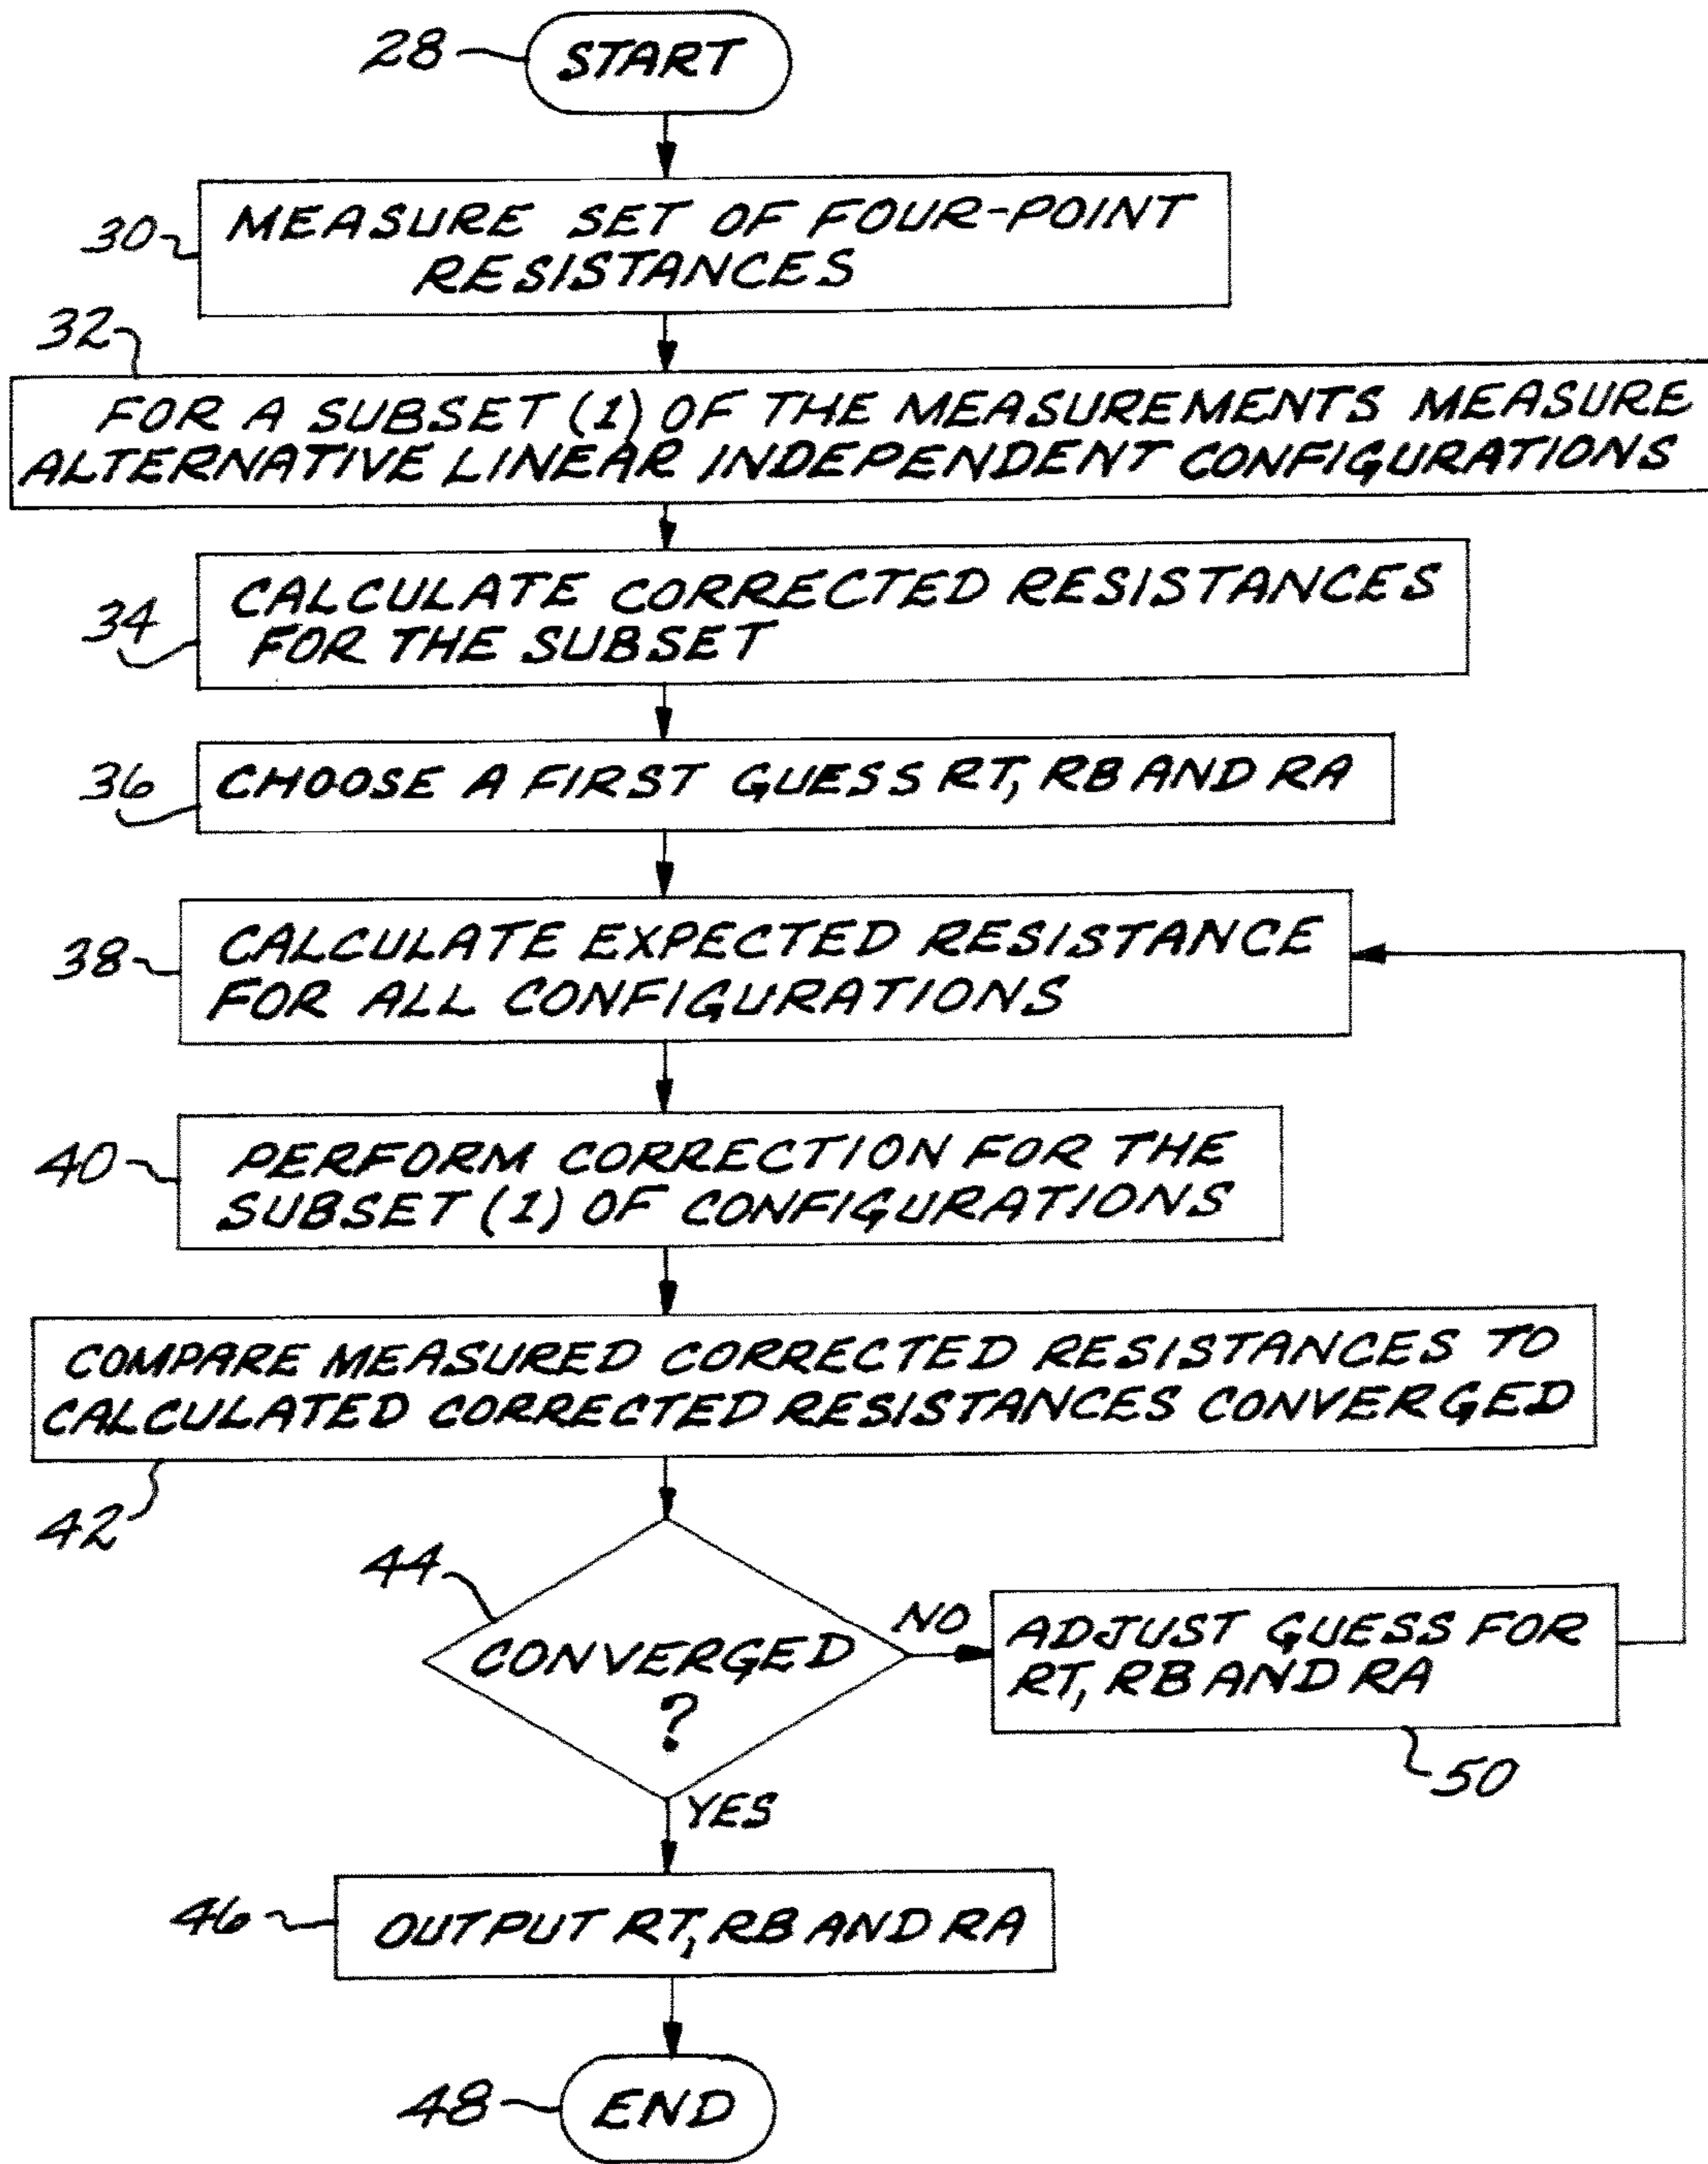 28
START
30
MEASURE SET OF FOUR-POINT
RESISTANCES
32
FOR A SUBSET (1) OF THE MEASUREMENTS MEASURE
ALTERNATIVE LINEAR INDEPENDENT CONFIGURATIONS
34
CALCULATE CORRECTED RESISTANCES
FOR THE SUBSET
36
CHOOSE A FIRST GUESS RT, RB AND RA
38
CALCULATE EXPECTED RESISTANCE
FOR ALL CONFIGURATIONS
40
PERFORM CORRECTION FOR THE
SUBSET (1) OF CONFIGURATIONS
COMPARE MEASURED CORRECTED RESISTANCES TO
CALCULATED CORRECTED RESISTANCES CONVERGED
42
44
CONVERGED
?
NO
ADJUST GUESS FOR
RT, RB AND RA
50
YES
46
OUTPUT RT, RB AND RA
48
END